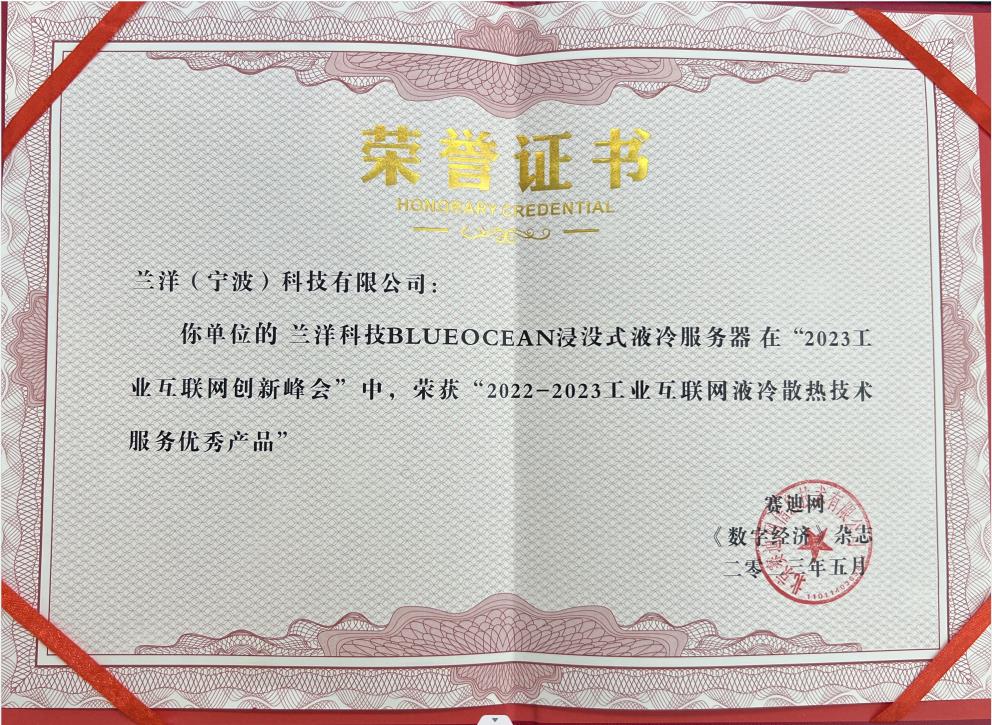 荣誉证书
HONORARY CREDENTIAL
兰洋（宁波）科技有限公司：
你单位的 兰洋科技BLUEOCEAN浸没式液冷服务器 在“2023工
业互联网创新峰会”中，荣获“2022-2023工业互联网液冷散热技术
服务优秀产品”
赛迪网
《数字经济》杂志
二零二三年五月